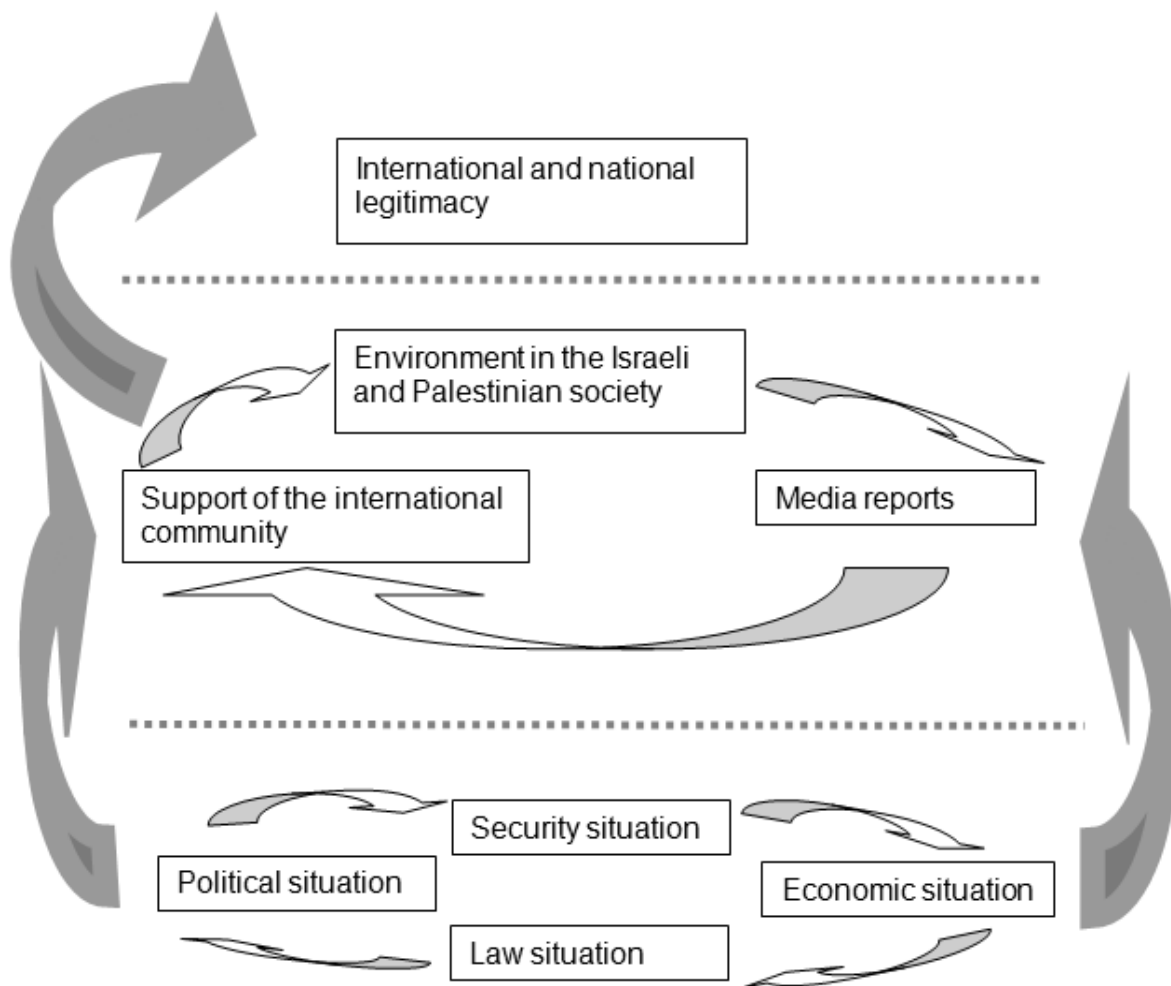 International and national
legitimacy
Environment in the Israeli
and Palestinian society
Support of the international
community
Media reports
Security situation
Political situation
Economic situation
Law situation